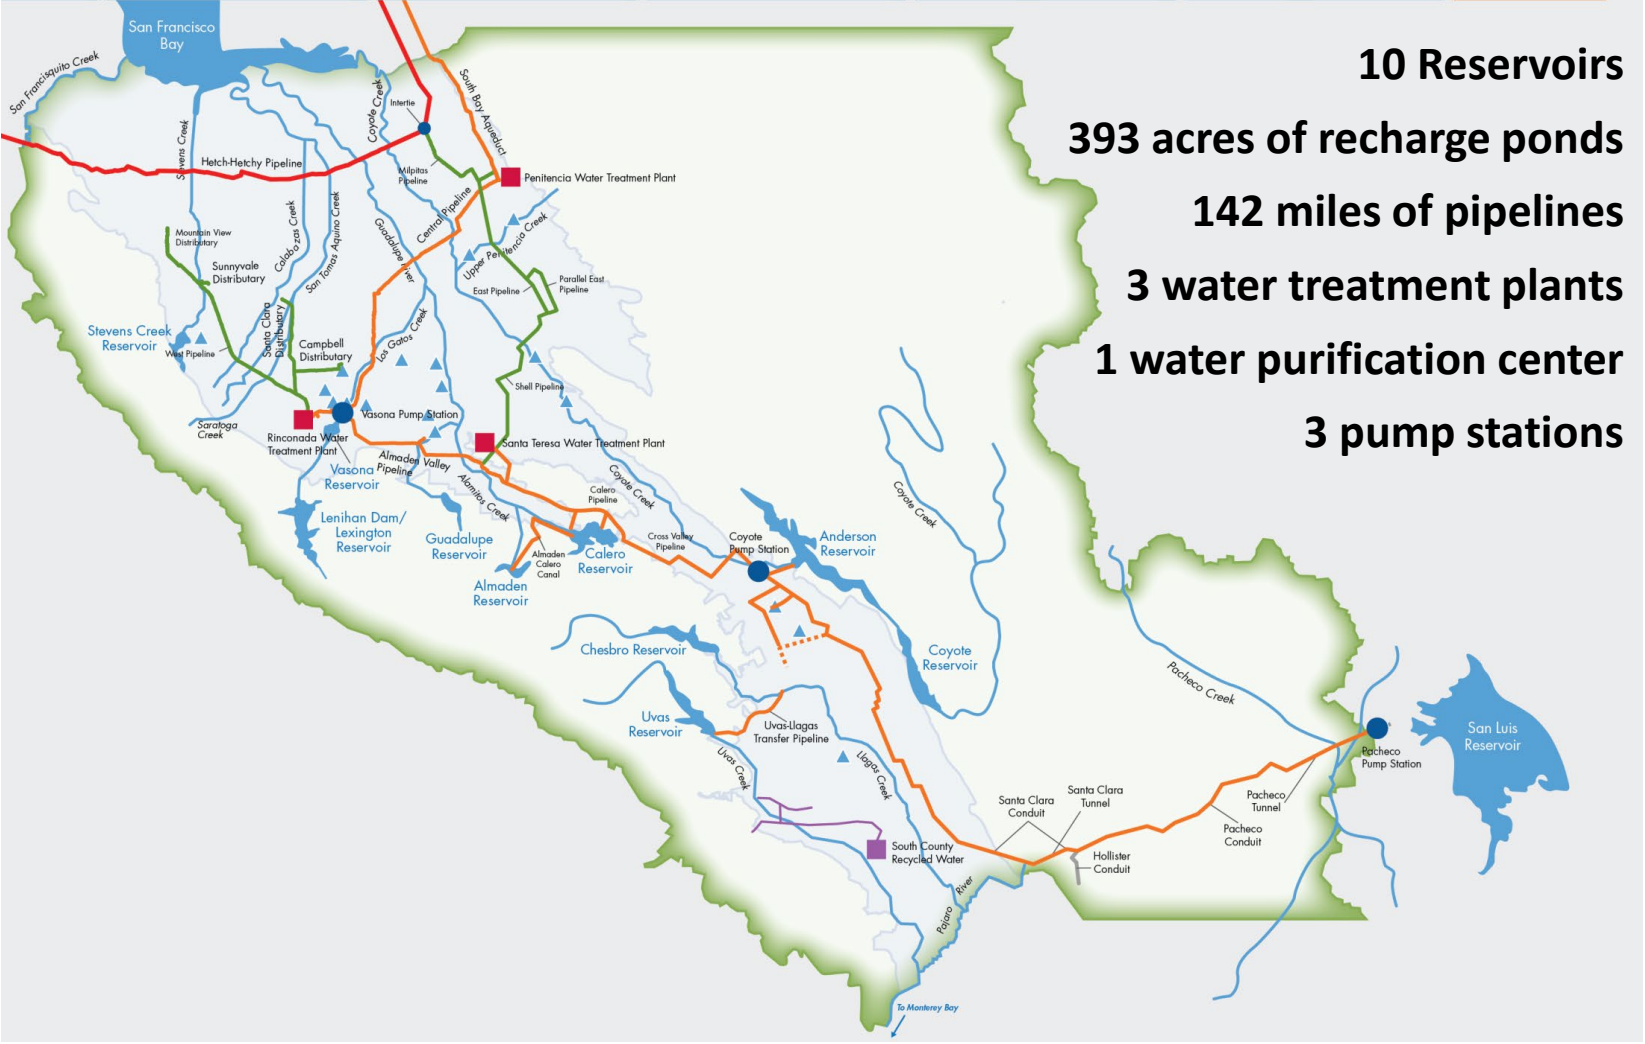 San Francisco
Bay
San Francisquito Creek
10 Reservoirs
393 acres of recharge ponds
142 miles of pipelines
3 water treatment plants
1 water purification center
3 pump stations
Intertie
Coyote Creek
South Bay Aqueduct
Stevens Creek
Hetch-Hetchy Pipeline
Milpitas
Pipeline
Penitencia Water Treatment Plant
Central Pipeline
Calabazas Creek
San Tomas Aquino Creek
Guadalupe River
Upper Penitencia Creek
Mountain View
Distributary
Sunnyvale
Distributary
East Pipeline
Parallel East
Pipeline
Santa Clara
Distributary
Stevens Creek
Reservoir
West Pipeline
Campbell
Distributary
Los Gatos Creek
Shell Pipeline
Saratoga
Creek
Vasona Pump Station
Rinconada Water
Treatment Plant
Santa Teresa Water Treatment Plant
Vasona
Reservoir
Almaden Valley
Pipeline
Alamitos Creek
Coyote Creek
Coyote Creek
Calero
Pipeline
Lenihan Dam/
Lexington
Reservoir
Guadalupe
Reservoir
Almaden
Calero
Canal
Calero
Reservoir
Cross Valley
Pipeline
Coyote
Pump Station
Anderson
Reservoir
Almaden
Reservoir
Chesbro Reservoir
Coyote
Reservoir
Pacheco Creek
Uvas
Reservoir
Uvas-Llagas
Transfer Pipeline
Uvas Creek
Llagas Creek
San Luis
Reservoir
Pacheco
Pump Station
Santa Clara
Conduit
Santa Clara
Tunnel
Pacheco
Tunnel
Pacheco
Conduit
South County
Recycled Water
Hollister
Conduit
Pajaro River
To Monterey Bay